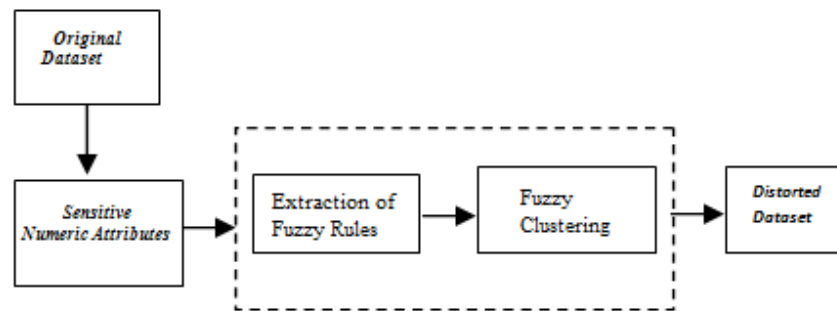 Original
Dataset
Sensitive
Numeric Attributes
Extraction of
Fuzzy Rules
Fuzzy
Clustering
Distorted
Dataset